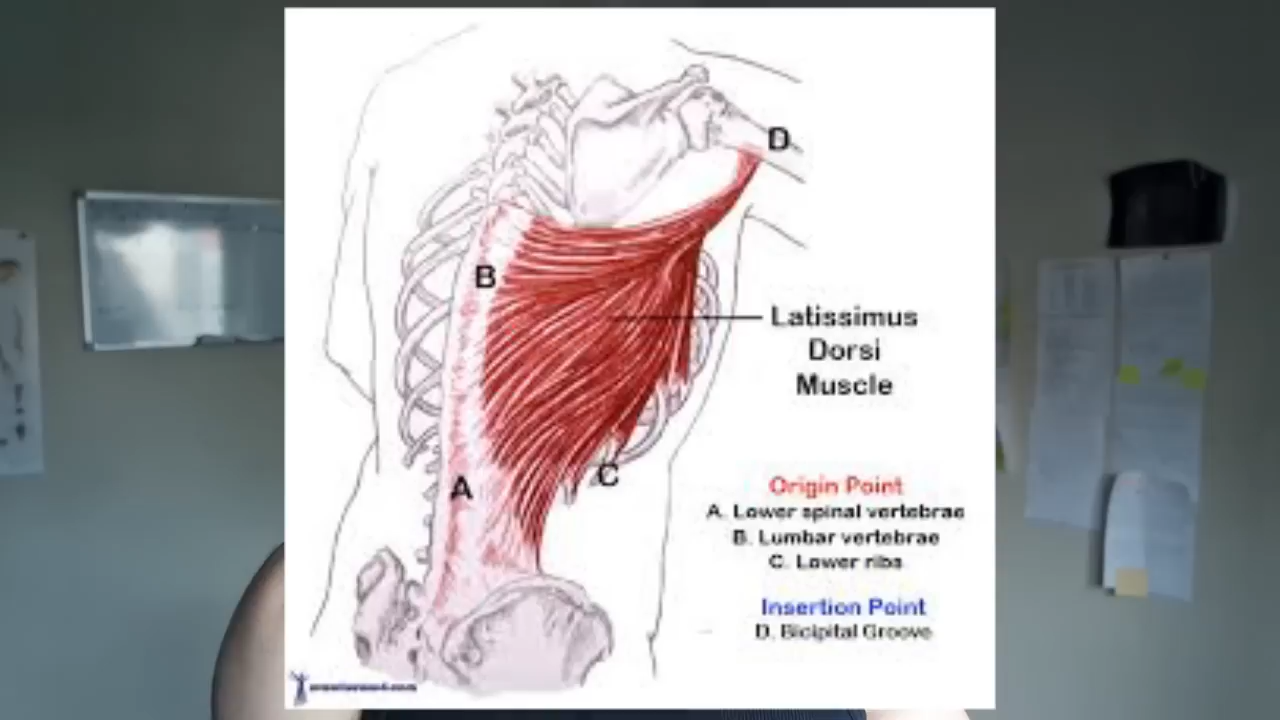 D
B
Latissimus
Dorsi
Muscle
C
A
Origin Point
A. Lower spinal vertebrae
B. Lumbar vertebrae
C. Lower ribs
Insertion Point
D. Bicipital Groove